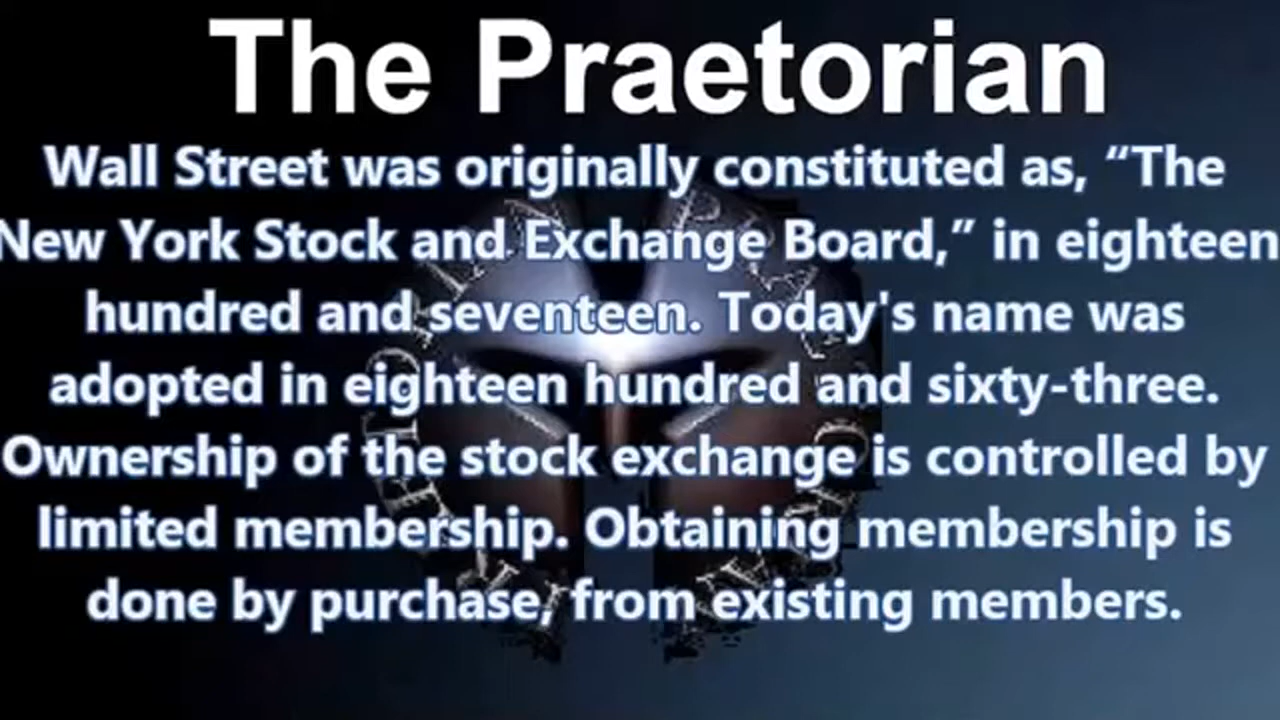 The Praetorian
Wall Street was originally constituted as, “The
New York Stock and Exchange Board,” in eighteen
hundred and seventeen. Today's name was
adopted in eighteen hundred and sixty-three.
Ownership of the stock exchange is controlled by
limited membership. Obtaining membership is
done by purchase, from existing members.